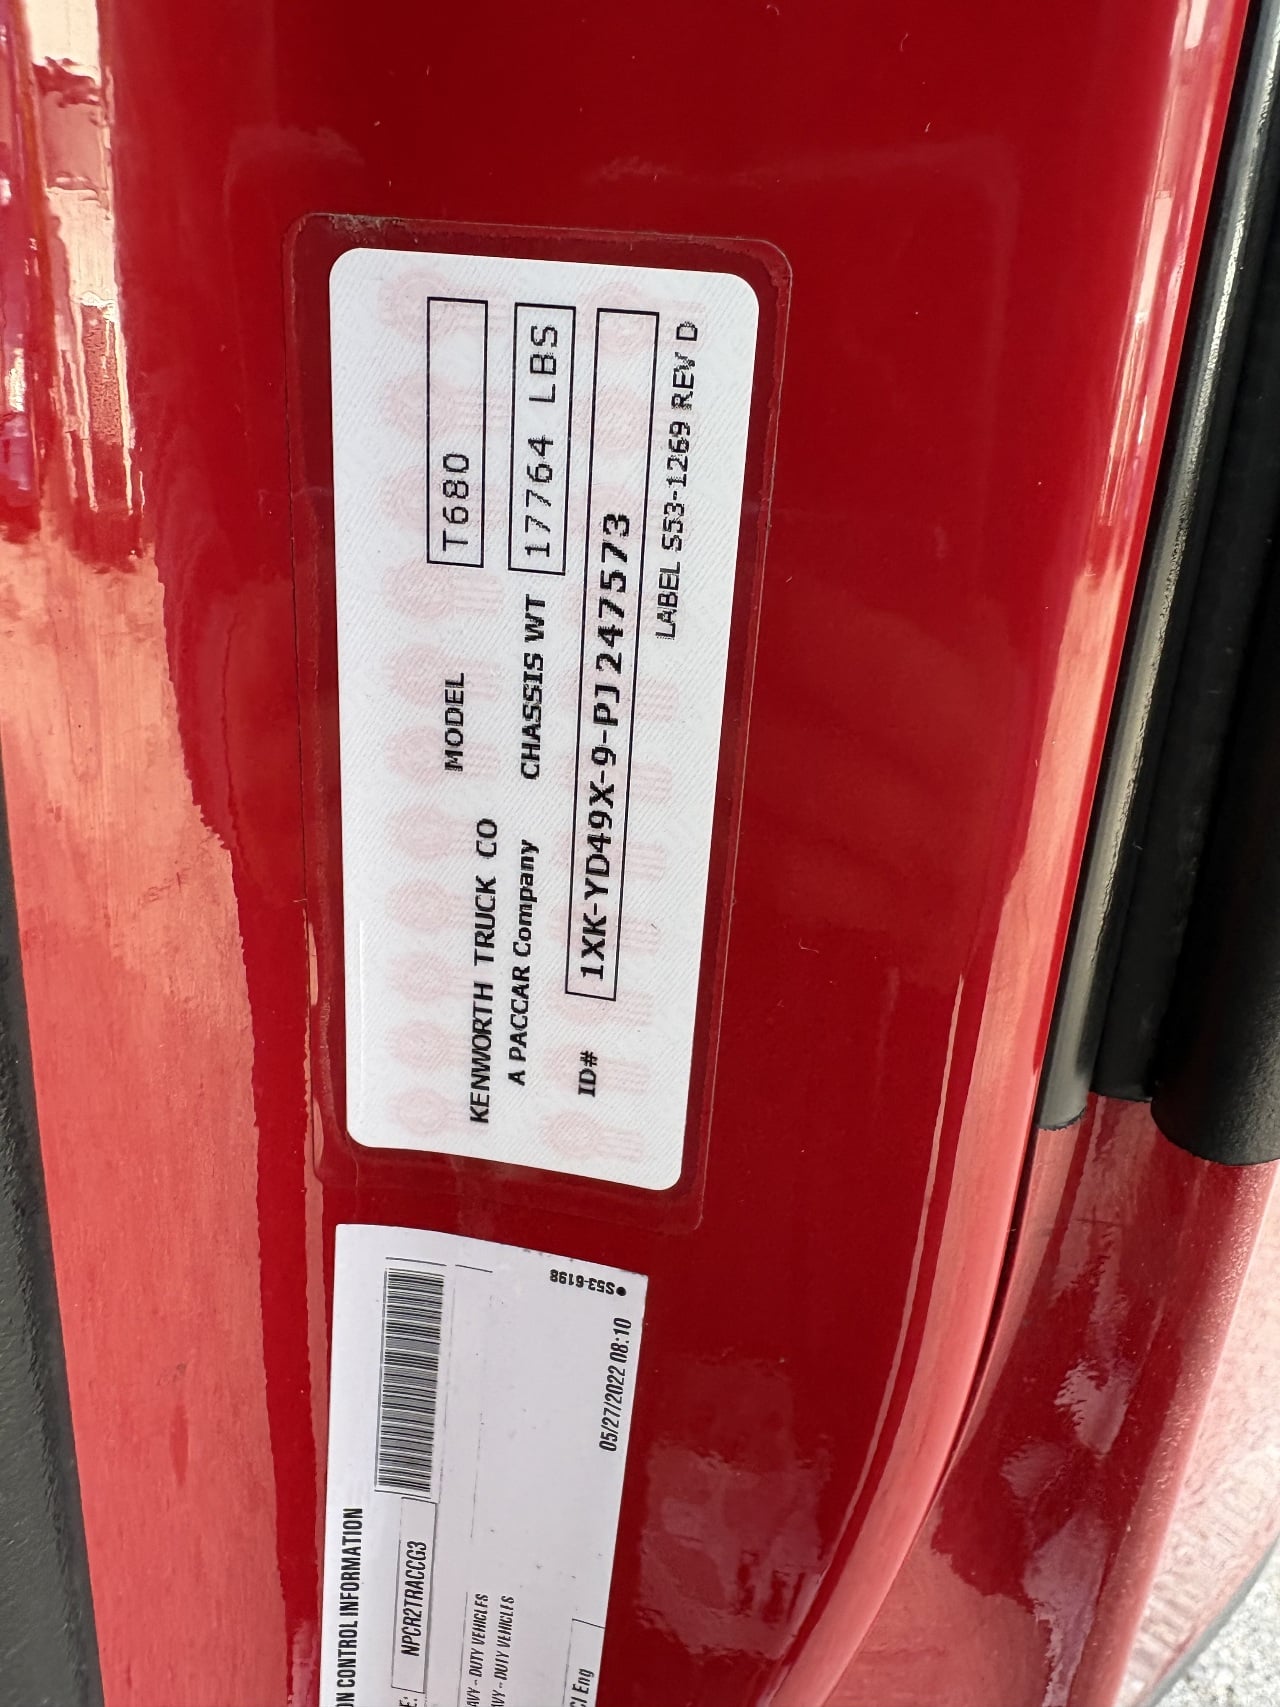 MODEL T680
KENWORTH TRUCK CO
CHASSIS WT 17764 LBS
A PACCAR Company
ID# 1XK-YD49X-9-PJ247573
LABEL S53-1269 REV D
ON CONTROL INFORMATION
E: NPCR2TRACCG3
AVY - DUTY VEHICLES
VY- DUTY VEHICLES
CI Eng
05/27/2022 08:10
●S53-6198